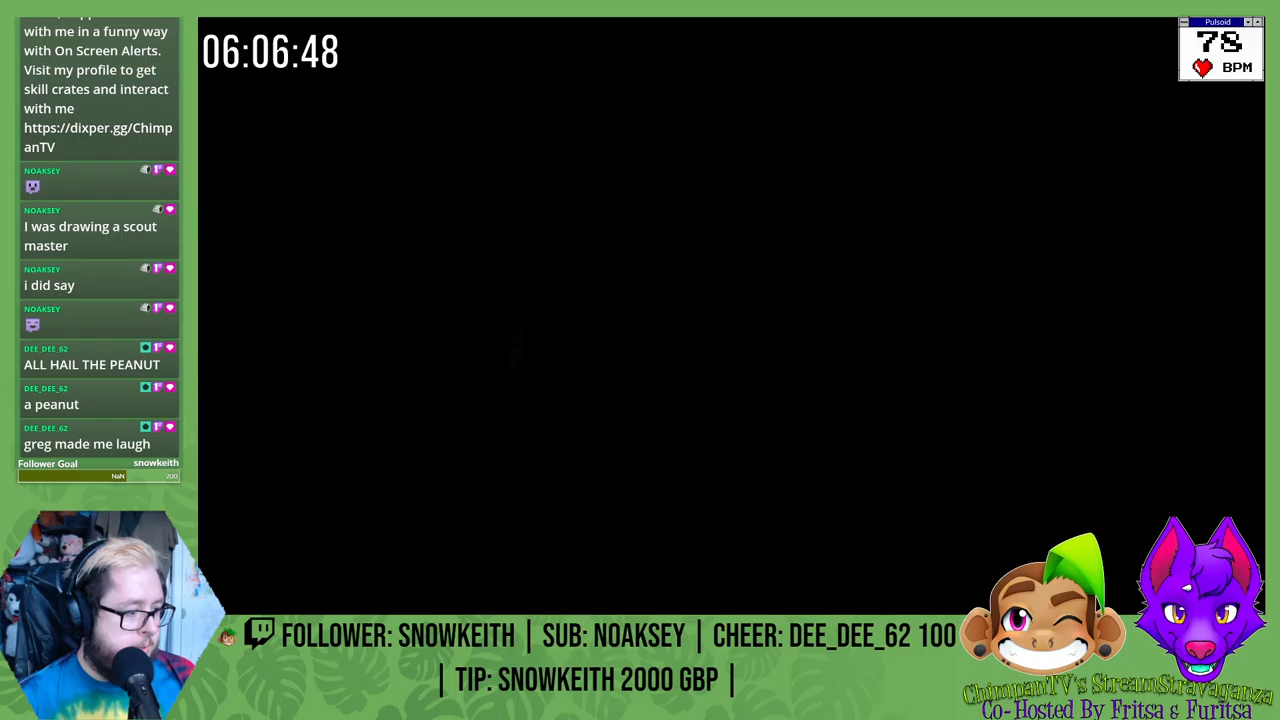 with me in a funny way
with On Screen Alerts.
Visit my profile to get
skill crates and interact
with me
https://dixper.gg/Chimp
anTV
NOAKSEY
NOAKSEY
I was drawing a scout
master
NOAKSEY
i did say
NOAKSEY
DEE_DEE_62
ALL HAIL THE PEANUT
DEE_DEE_62
a peanut
DEE_DEE_62
greg made me laugh
Follower Goal snowkeith
NaN 200
06:06:48
Pulsoid
78
BPM
FOLLOWER: SNOWKEITH | SUB: NOAKSEY | CHEER: DEE_DEE_62 100
| TIP: SNOWKEITH 2000 GBP |
ChimpanTV's StreamStravaganza
Co-Hosted By Fritsa & Furitsa